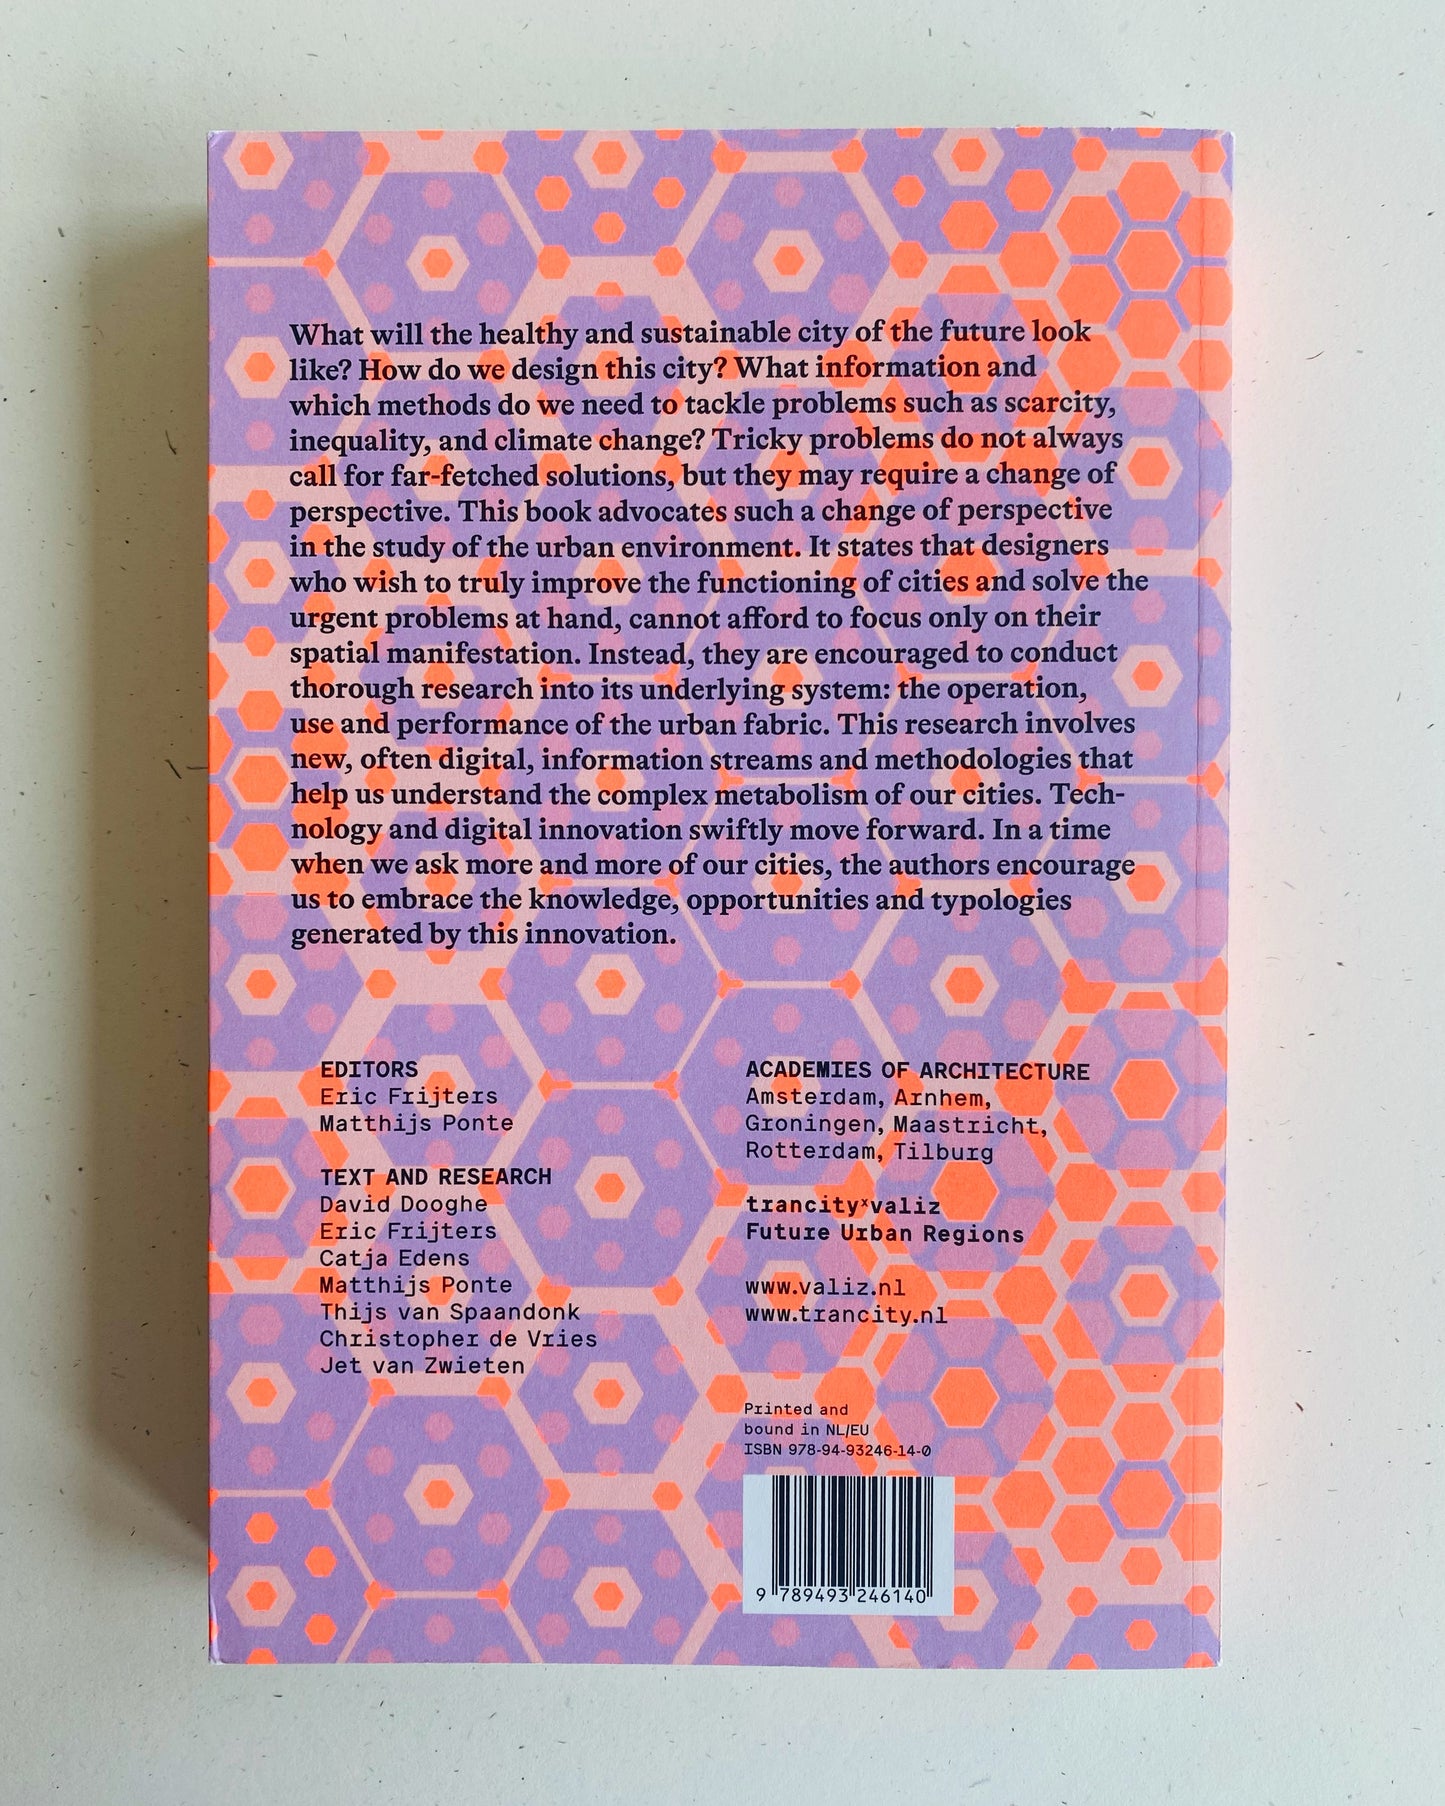 What will the healthy and sustainable city of the future look
like? How do we design this city? What information and
which methods do we need to tackle problems such as scarcity,
inequality, and climate change? Tricky problems do not always
call for far-fetched solutions, but they may require a change of
perspective. This book advocates such a change of perspective
in the study of the urban environment. It states that designers
who wish to truly improve the functioning of cities and solve the
urgent problems at hand, cannot afford to focus only on their
spatial manifestation. Instead, they are encouraged to conduct
thorough research into its underlying system: the operation,
use and performance of the urban fabric. This research involves
new, often digital, information streams and methodologies that
help us understand the complex metabolism of our cities. Tech-
nology and digital innovation swiftly move forward. In a time
when we ask more and more of our cities, the authors encourage
us to embrace the knowledge, opportunities and typologies
generated by this innovation.
EDITORS
Eric Frijters
Matthijs Ponte
TEXT AND RESEARCH
David Dooghe
Eric Frijters
Catja Edens
Matthijs Ponte
Thijs van Spaandonk
Christopher de Vries
Jet van Zwieten
ACADEMIES OF ARCHITECTURE
Amsterdam, Arnhem,
Groningen, Maastricht,
Rotterdam, Tilburg
trancityˣvaliz
Future Urban Regions
www.valiz.nl
www.trancity.nl
Printed and
bound in NL/EU
ISBN 978-94-93246-14-0
9 789493 246140